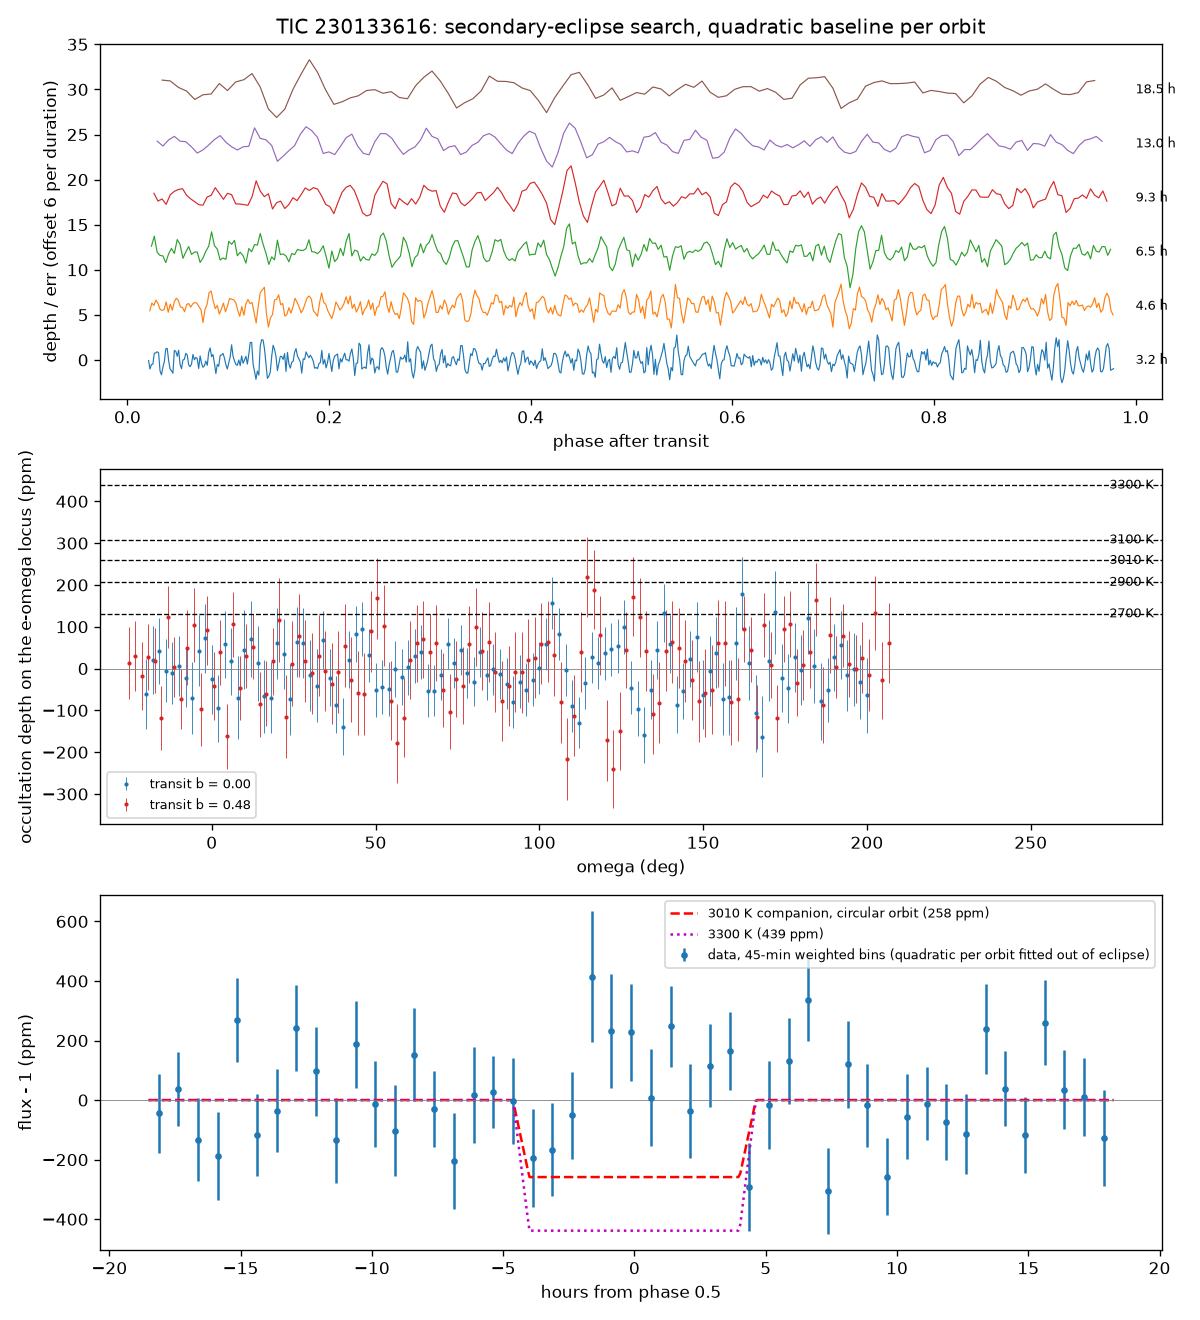 TIC 230133616: secondary-eclipse search, quadratic baseline per orbit
depth / err (offset 6 per duration)
35
30
25
20
15
10
5
0
18.5 h
13.0 h
9.3 h
6.5 h
4.6 h
3.2 h
0.0 0.2 0.4 0.6 0.8 1.0
phase after transit
occultation depth on the e-omega locus (ppm)
400
300
200
100
0
−100
−200
−300
3300 K
3100 K
3010 K
2900 K
2700 K
transit b = 0.00
transit b = 0.48
0 50 100 150 200 250
omega (deg)
flux - 1 (ppm)
600
400
200
0
−200
−400
3010 K companion, circular orbit (258 ppm)
3300 K (439 ppm)
data, 45-min weighted bins (quadratic per orbit fitted out of eclipse)
−20 −15 −10 −5 0 5 10 15 20
hours from phase 0.5